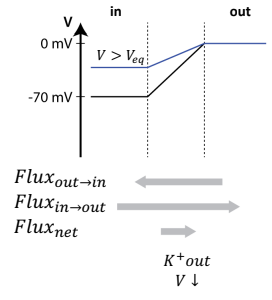 V
in
out
0 mV
V > V_eq
-70 mV
Flux_out→in
Flux_in→out
Flux_net
K⁺out
V ↓